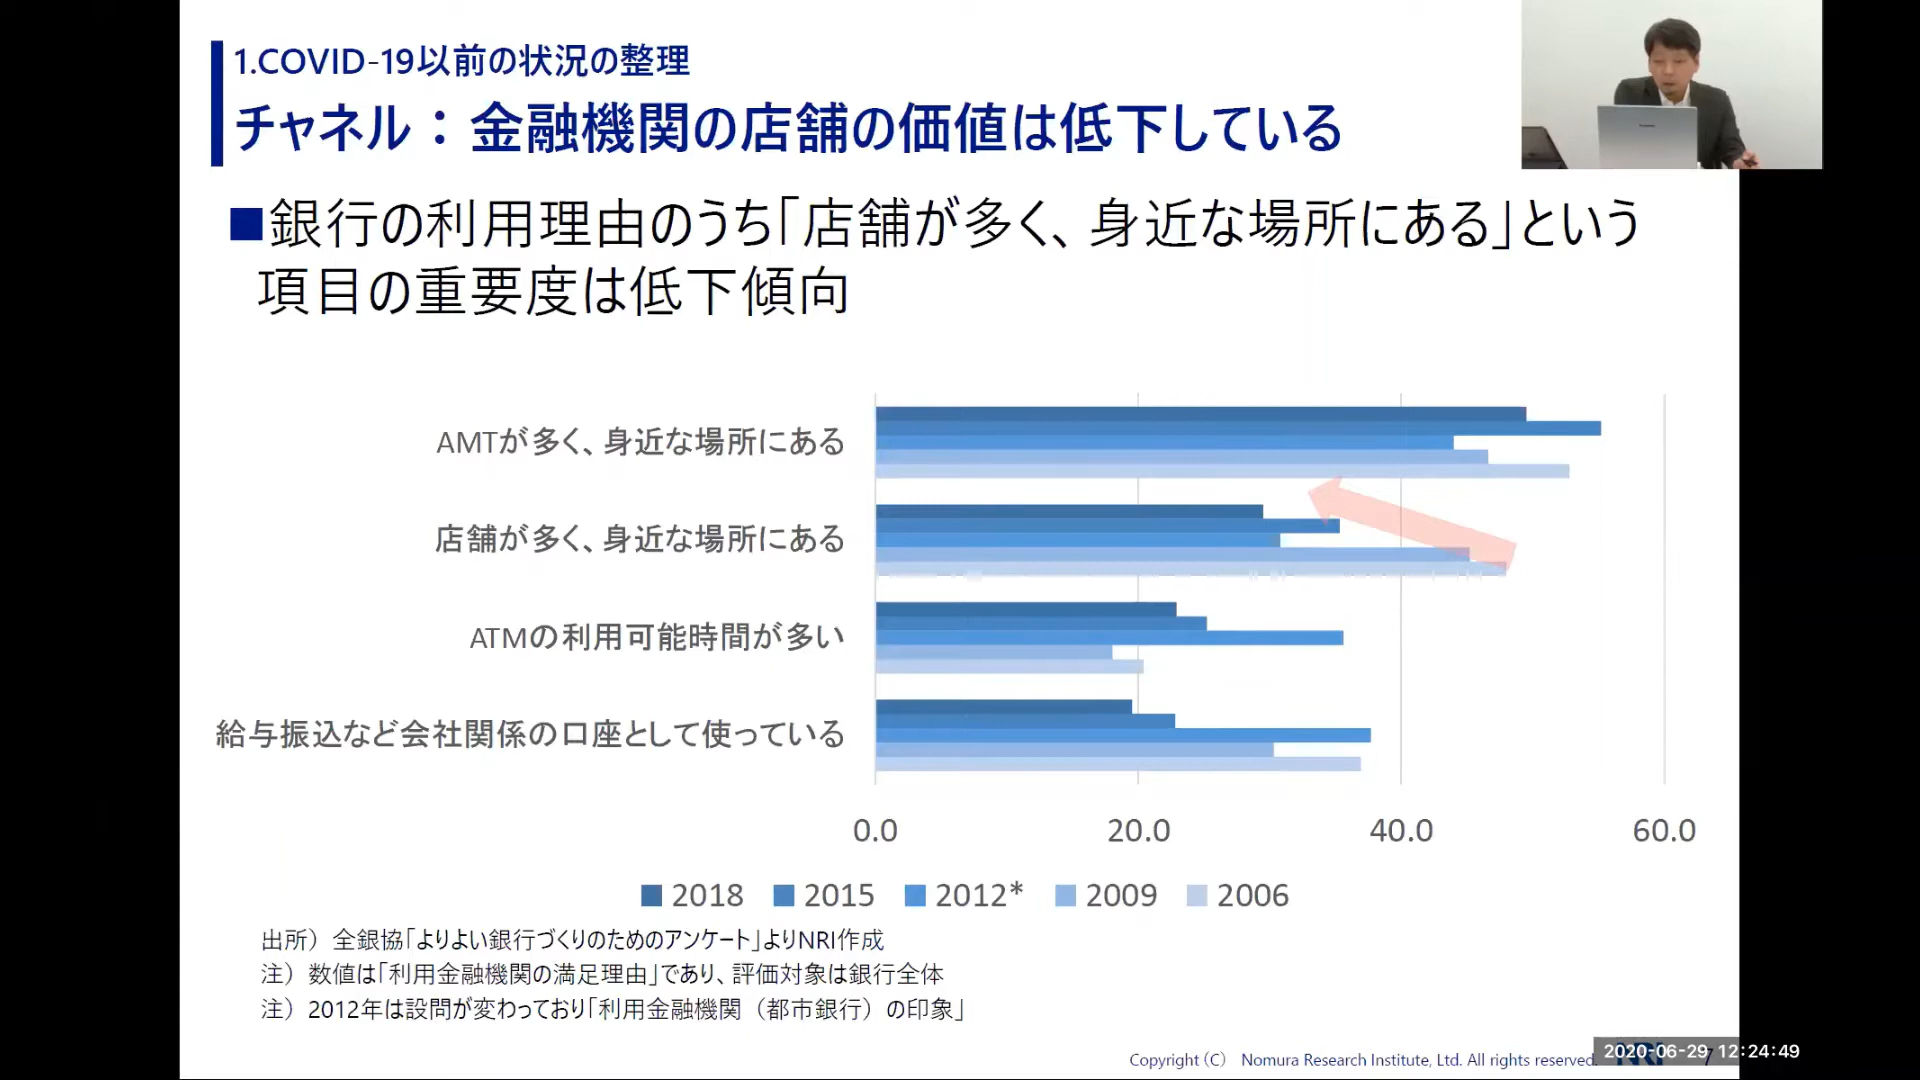 1.COVID-19以前の状況の整理
チャネル：金融機関の店舗の価値は低下している
■銀行の利用理由のうち「店舗が多く、身近な場所にある」という
項目の重要度は低下傾向
AMTが多く、身近な場所にある
店舗が多く、身近な場所にある
ATMの利用可能時間が多い
給与振込など会社関係の口座として使っている
0.0 20.0 40.0 60.0
2018 2015 2012* 2009 2006
出所）全銀協「よりよい銀行づくりのためのアンケート」よりNRI作成
注）数値は「利用金融機関の満足理由」であり、評価対象は銀行全体
注）2012年は設問が変わっており「利用金融機関（都市銀行）の印象」
Copyright（C） Nomura Research Institute, Ltd. All rights reserved.
NRI 7
2020-06-29 12:24:49